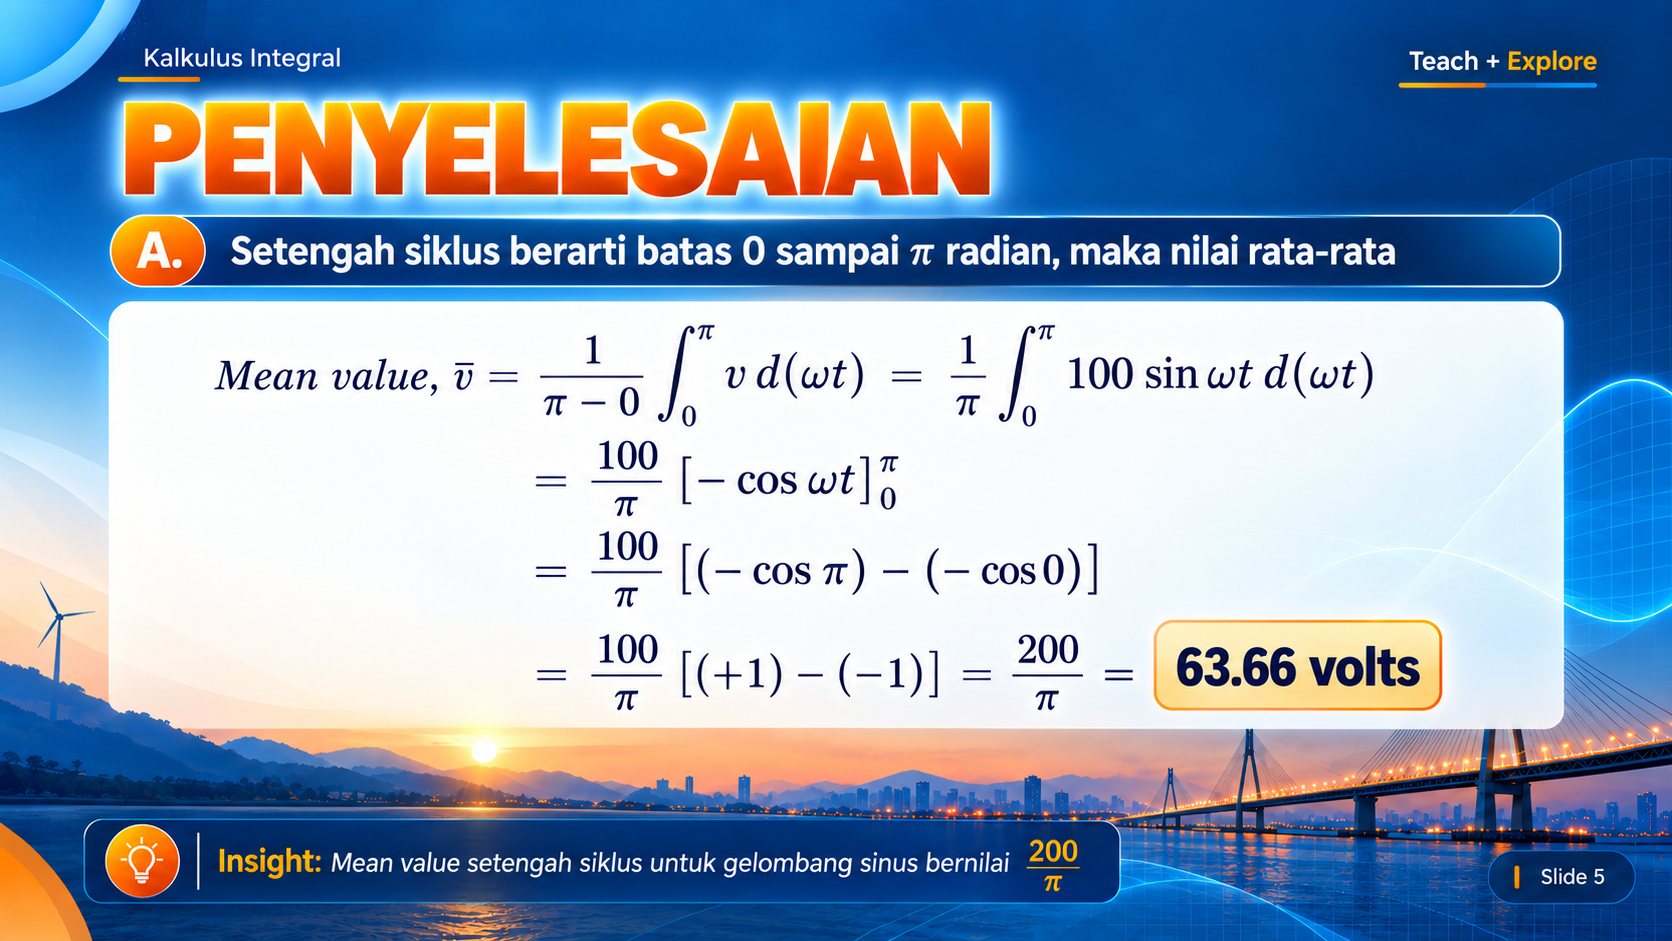 Kalkulus Integral
Teach + Explore
PENYELESAIAN
A. Setengah siklus berarti batas 0 sampai π radian, maka nilai rata-rata
Mean value, v̄ = 1/(π − 0) ∫₀^π v d(ωt) = 1/π ∫₀^π 100 sin ωt d(ωt)
= 100/π [− cos ωt]₀^π
= 100/π [(− cos π) − (− cos 0)]
= 100/π [(+1) − (−1)] = 200/π = 63.66 volts
Insight: Mean value setengah siklus untuk gelombang sinus bernilai 200/π
Slide 5